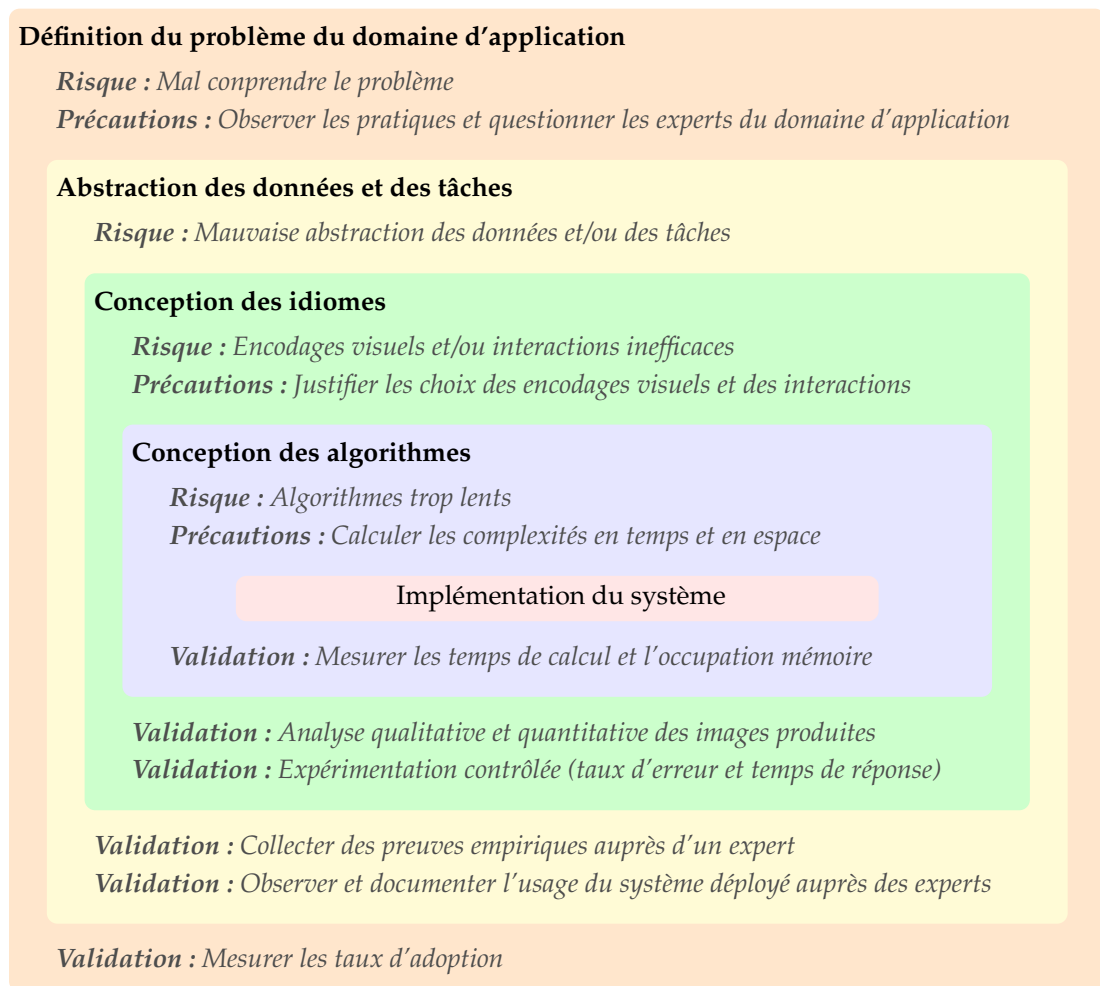 Définition du problème du domaine d'application
Risque : Mal conprendre le problème
Précautions : Observer les pratiques et questionner les experts du domaine d'application
Abstraction des données et des tâches
Risque : Mauvaise abstraction des données et/ou des tâches
Conception des idiomes
Risque : Encodages visuels et/ou interactions inefficaces
Précautions : Justifier les choix des encodages visuels et des interactions
Conception des algorithmes
Risque : Algorithmes trop lents
Précautions : Calculer les complexités en temps et en espace
Implémentation du système
Validation : Mesurer les temps de calcul et l'occupation mémoire
Validation : Analyse qualitative et quantitative des images produites
Validation : Expérimentation contrôlée (taux d'erreur et temps de réponse)
Validation : Collecter des preuves empiriques auprès d'un expert
Validation : Observer et documenter l'usage du système déployé auprès des experts
Validation : Mesurer les taux d'adoption